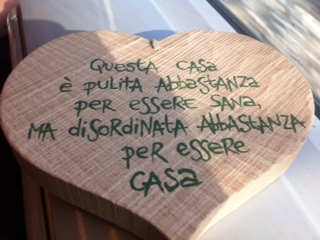 QUESTA CASA
è PULITA ABBASTANZA
PER ESSERE SANA,
MA diSORdiNATA ABBASTANZA
PER ESSERE
CASA